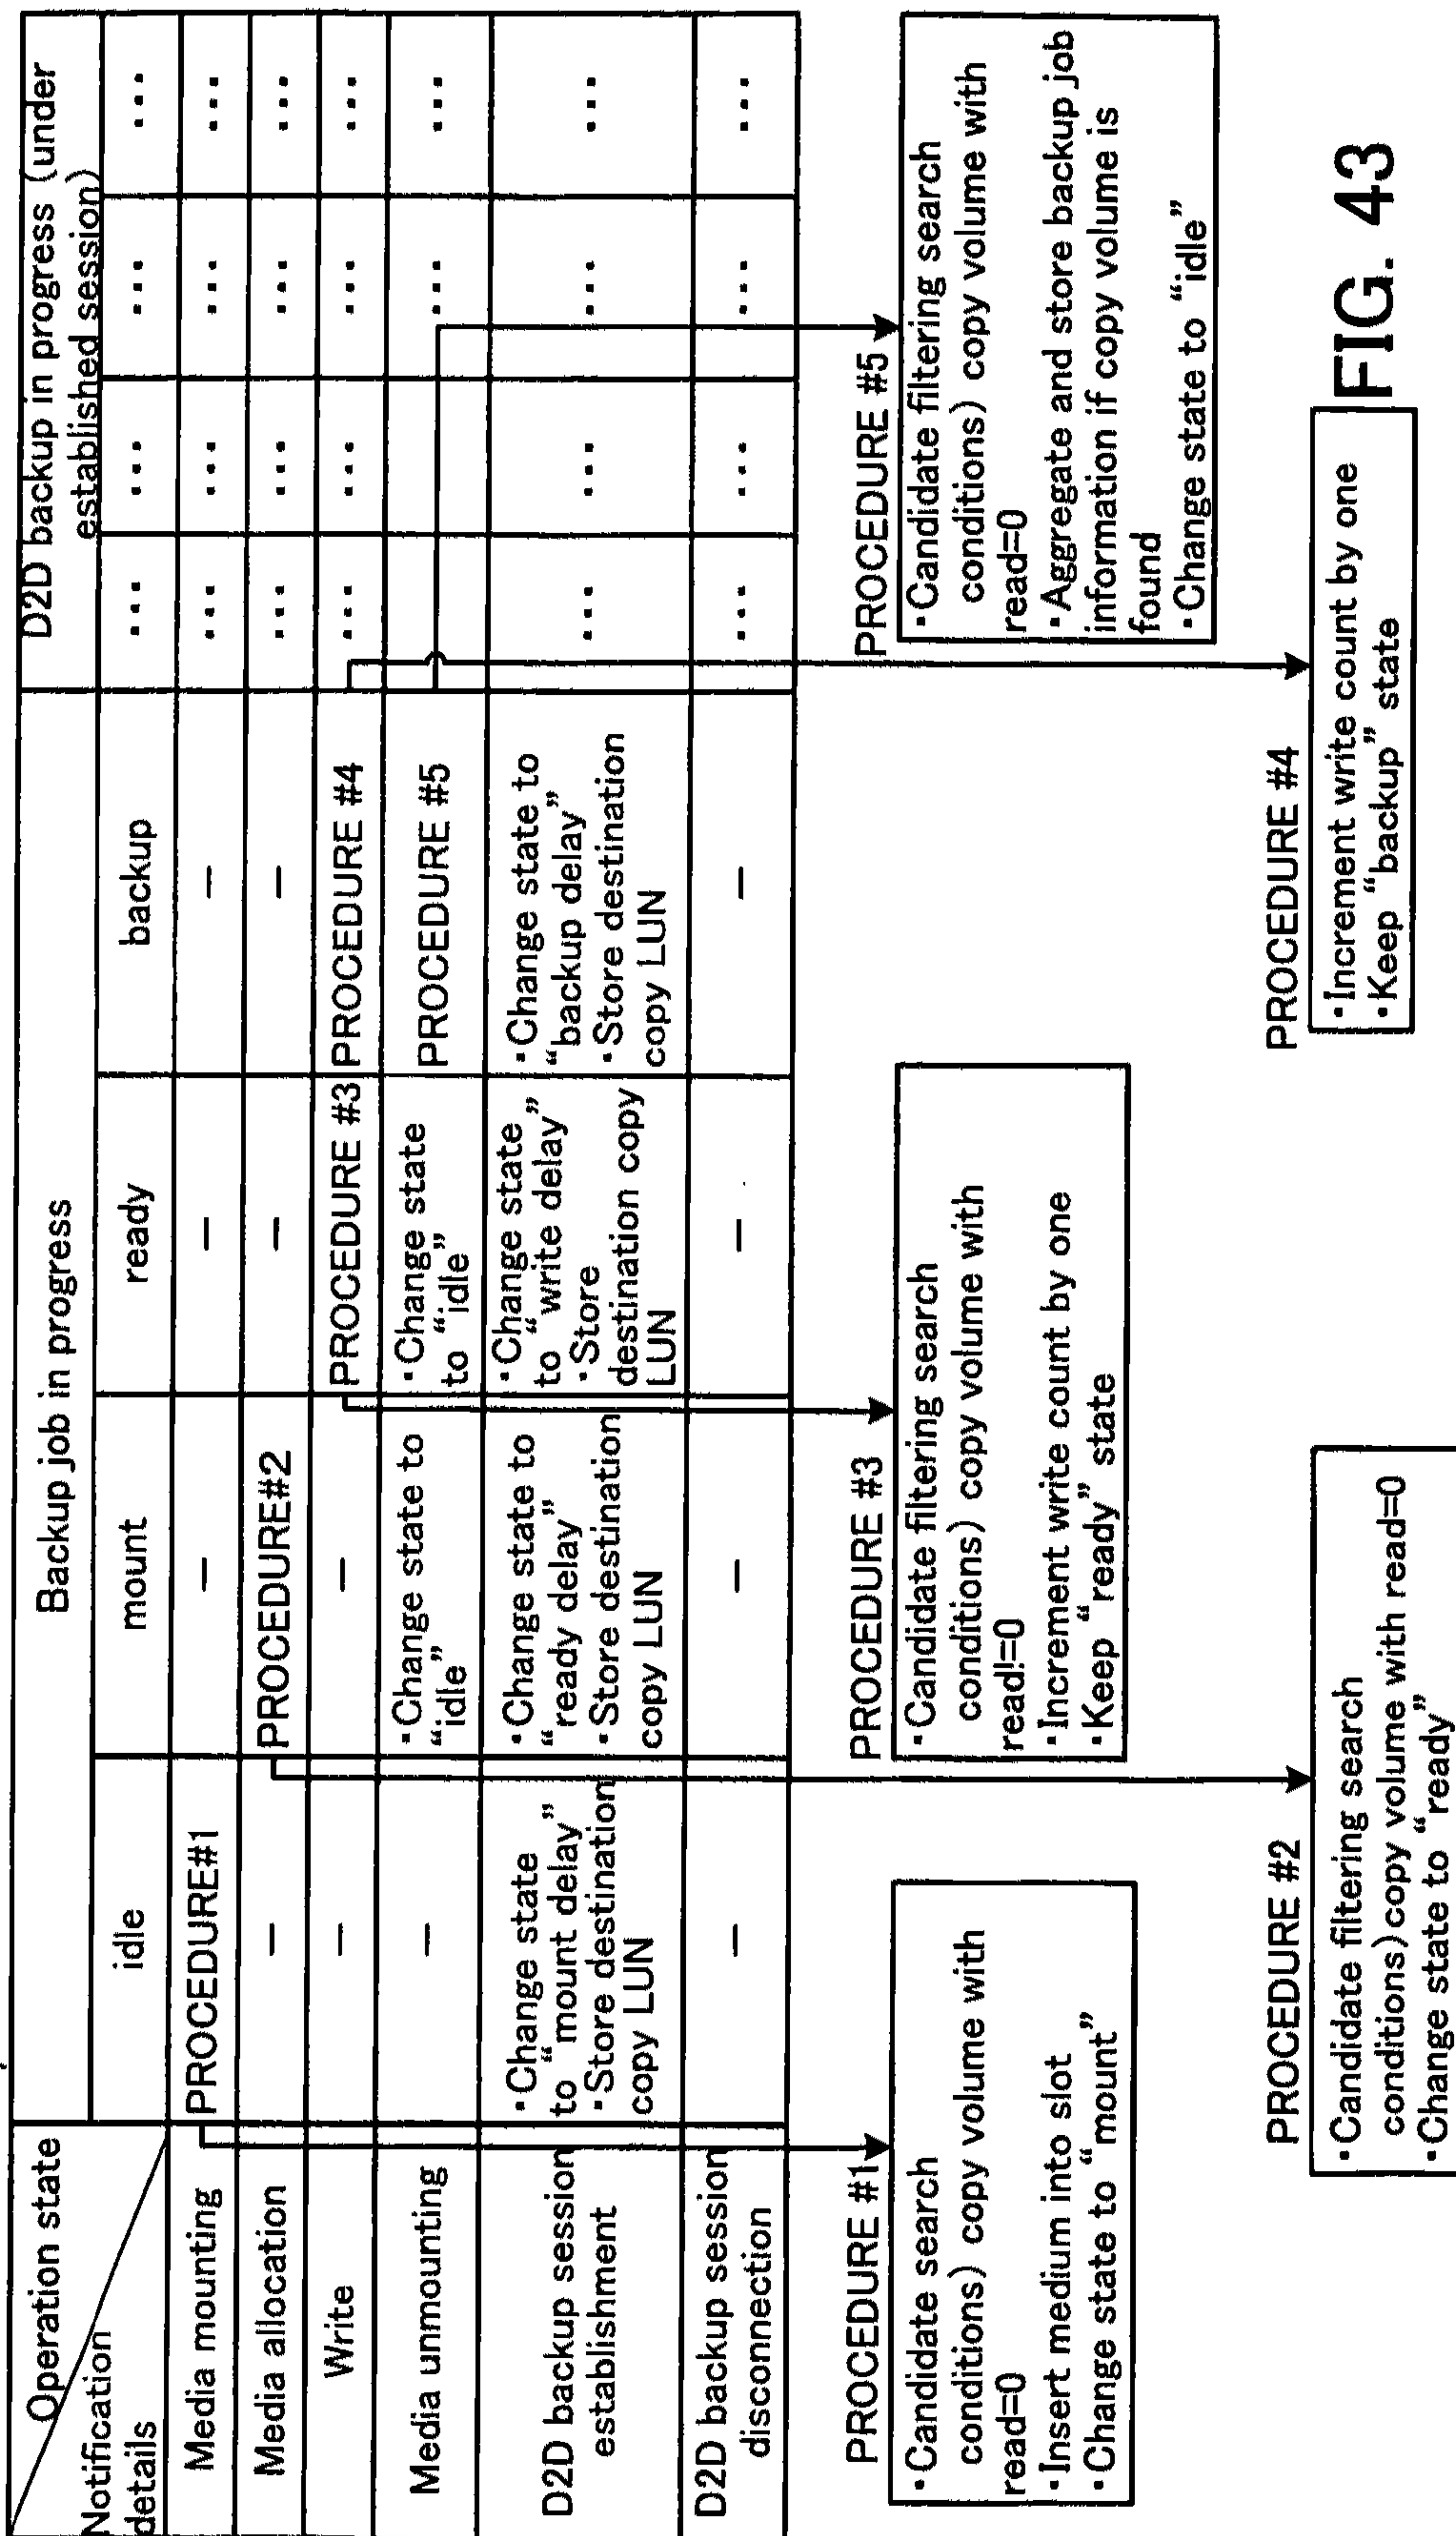 Operation state
Notification
details
Backup job in progress
D2D backup in progress (under
established session)
idle
mount
ready
backup
...
...
...
...
Media mounting
PROCEDURE#1
—
—
—
...
...
...
...
Media allocation
—
PROCEDURE#2
—
—
...
...
...
...
Write
—
—
PROCEDURE #3
PROCEDURE #4
...
...
...
...
Media unmounting
—
・Change state to
“idle”
・Change state
to “idle”
PROCEDURE #5
...
...
D2D backup session
establishment
・Change state
to “mount delay”
・Store destination
copy LUN
・Change state to
“ready delay”
・Store destination
copy LUN
・Change state
to “write delay”
・Store
destination copy
LUN
・Change state to
“backup delay”
・Store destination
copy LUN
...
...
...
...
D2D backup session
disconnection
—
—
—
—
...
...
...
...
PROCEDURE #1
・Candidate search
conditions) copy volume with
read=0
・Insert medium into slot
・Change state to “mount”
PROCEDURE #2
・Candidate filtering search
conditions)copy volume with read=0
・Change state to “ready”
PROCEDURE #3
・Candidate filtering search
conditions) copy volume with
read!=0
・Increment write count by one
・Keep “ready” state
PROCEDURE #4
・Increment write count by one
・Keep “backup” state
PROCEDURE #5
・Candidate filtering search
conditions) copy volume with
read=0
・Aggregate and store backup job
information if copy volume is
found
・Change state to “idle”
FIG. 43